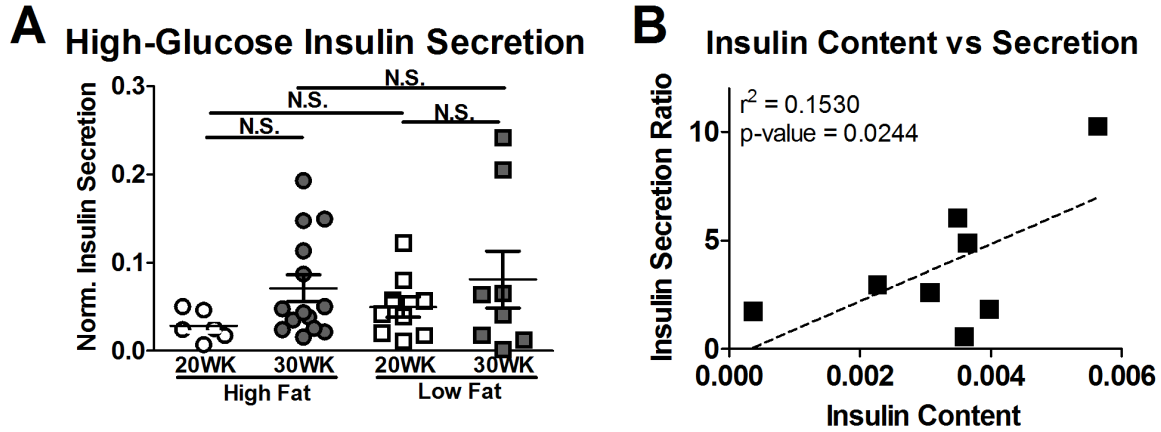 A
High-Glucose Insulin Secretion
Norm. Insulin Secretion
0.3
0.2
0.1
0.0
N.S.
N.S.
N.S.
N.S.
20WK
30WK
20WK
30WK
High Fat
Low Fat
B
Insulin Content vs Secretion
Insulin Secretion Ratio
r² = 0.1530
p-value = 0.0244
10
5
0
0.000
0.002
0.004
0.006
Insulin Content